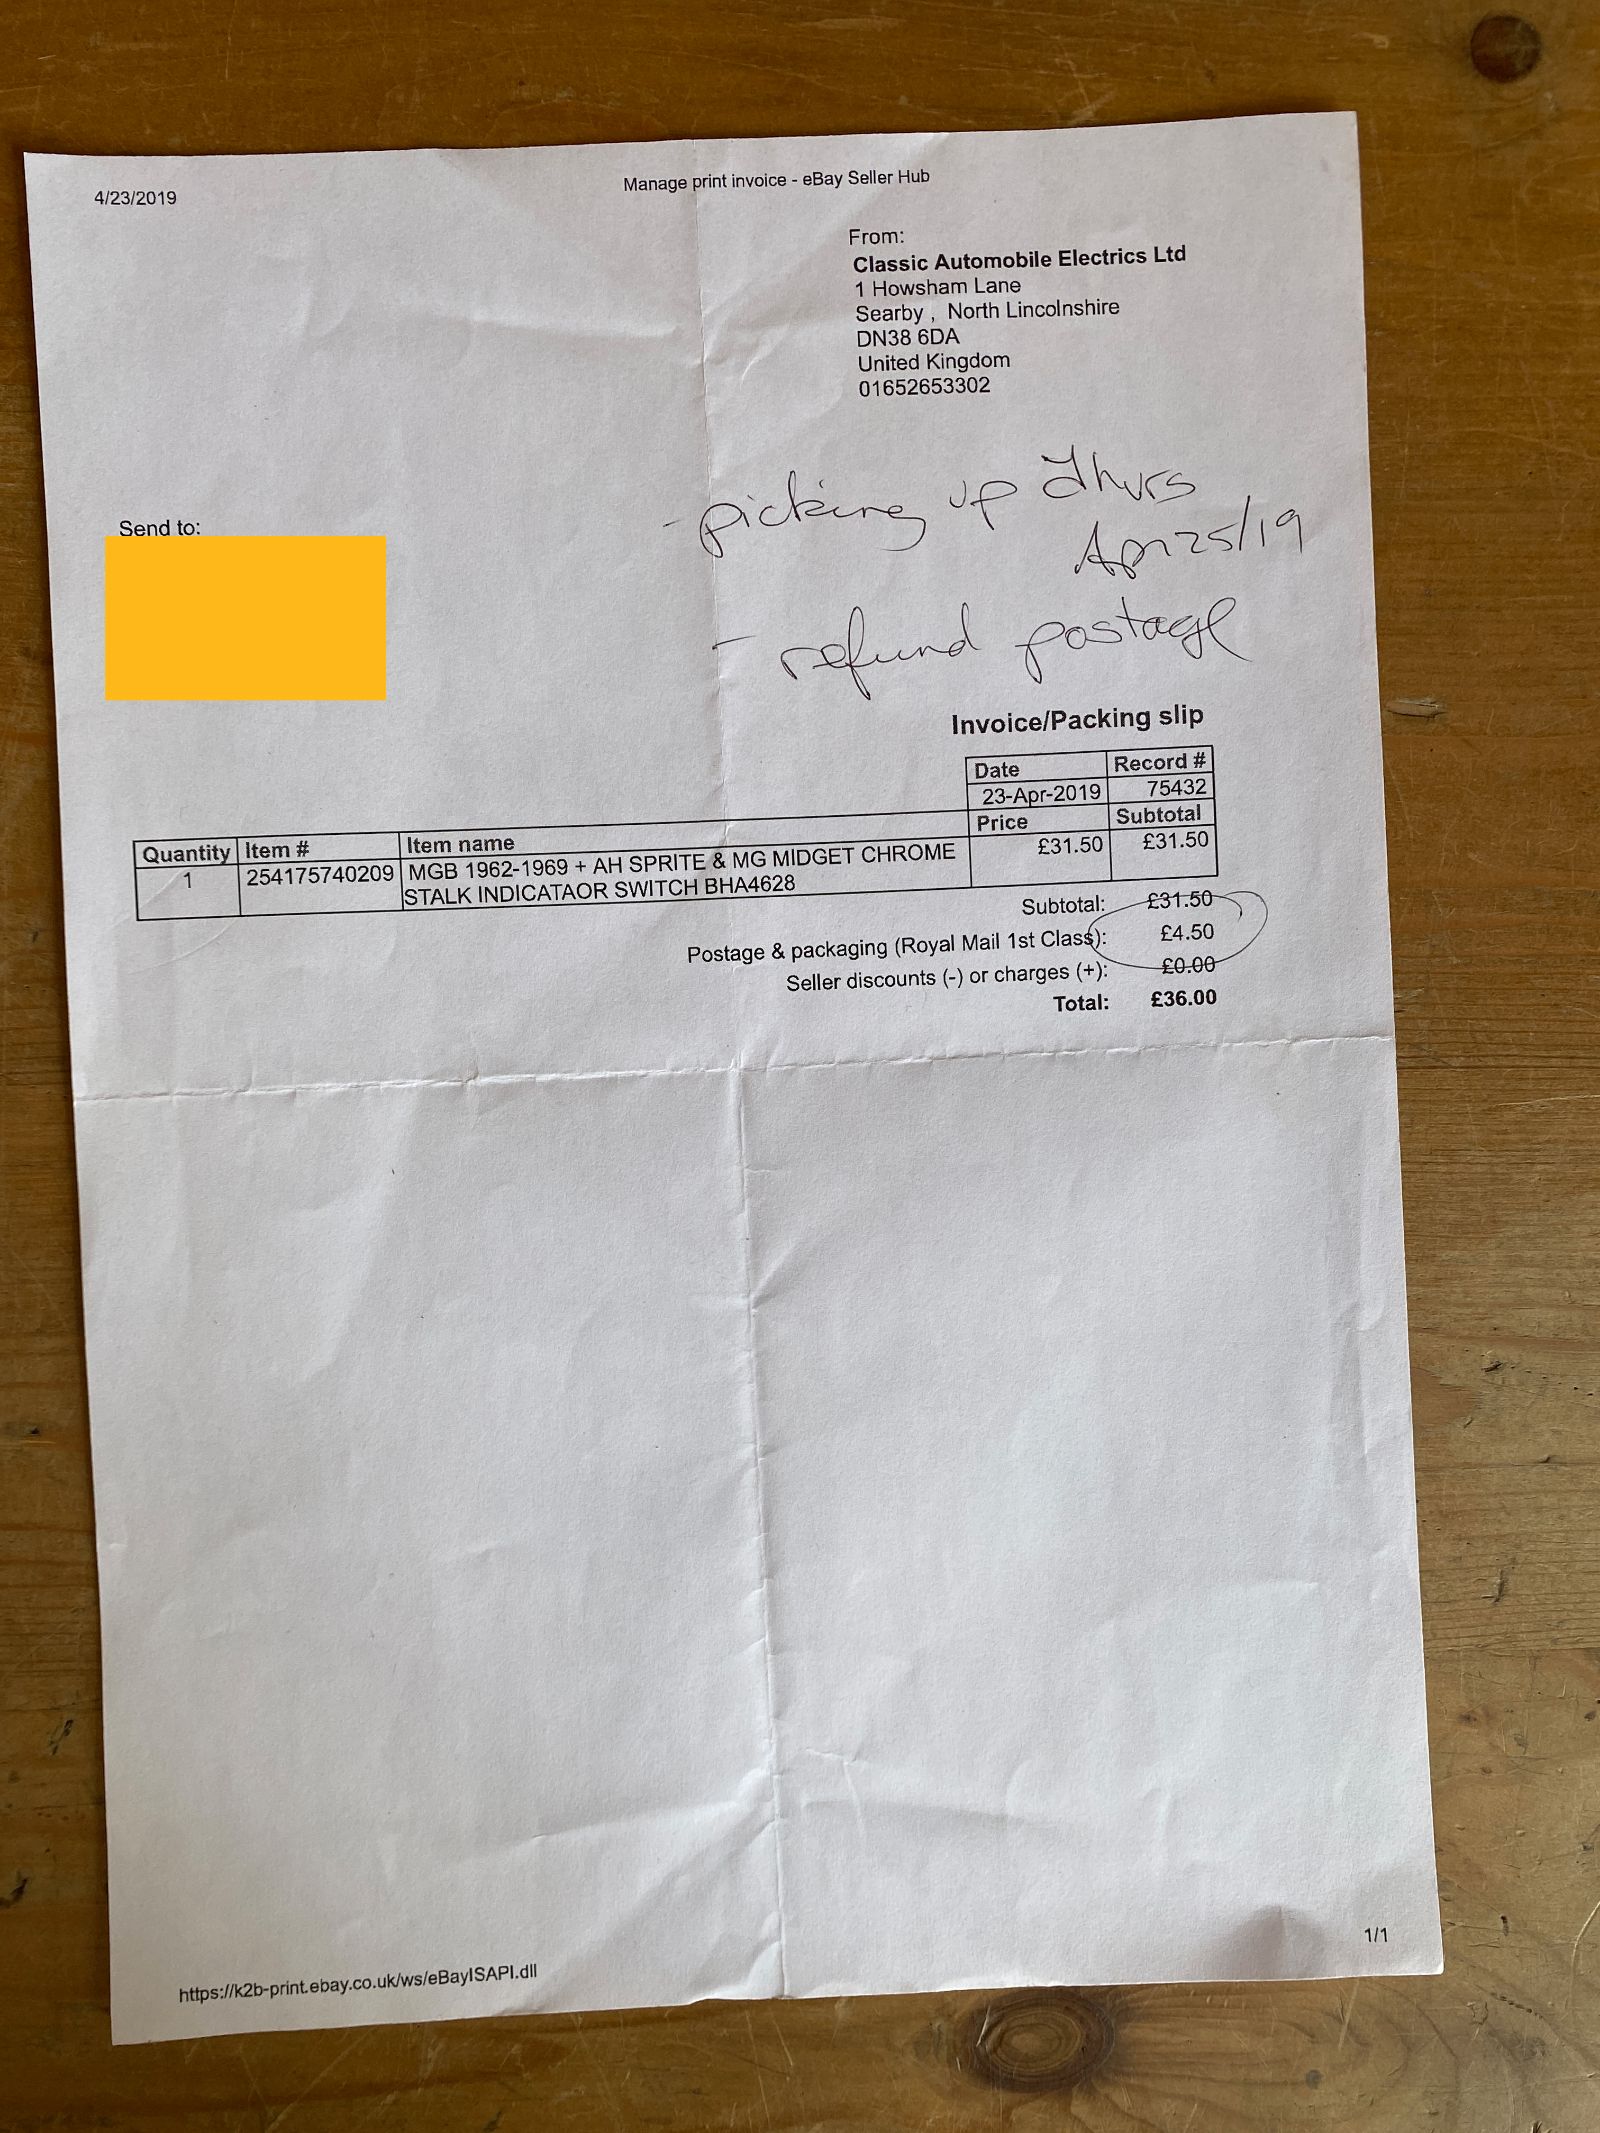 4/23/2019
Manage print invoice - eBay Seller Hub
From:
Classic Automobile Electrics Ltd
1 Howsham Lane
Searby , North Lincolnshire
DN38 6DA
United Kingdom
01652653302
- picking up Thurs
Apr 25/19
- refund postage
Send to:
Invoice/Packing slip
Date Record #
23-Apr-2019 75432
Quantity Item # Item name Price Subtotal
1 254175740209 MGB 1962-1969 + AH SPRITE & MG MIDGET CHROME £31.50 £31.50
STALK INDICATAOR SWITCH BHA4628
Subtotal: £31.50
Postage & packaging (Royal Mail 1st Class): £4.50
Seller discounts (-) or charges (+): £0.00
Total: £36.00
https://k2b-print.ebay.co.uk/ws/eBayISAPI.dll
1/1